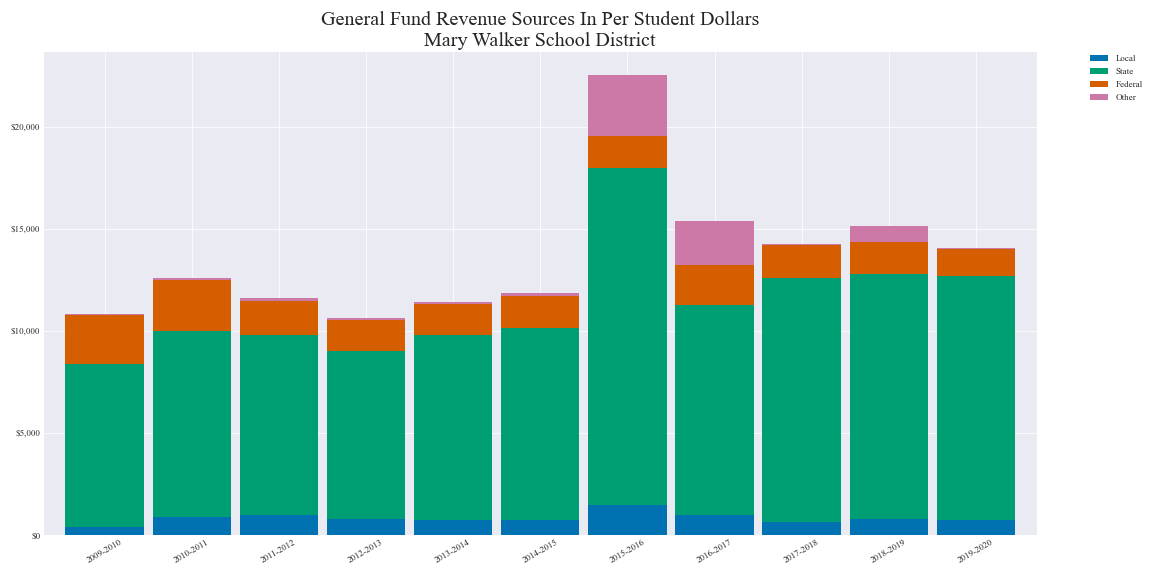 General Fund Revenue Sources In Per Student Dollars
Mary Walker School District
Local
State
Federal
Other
$20,000
$15,000
$10,000
$5,000
$0
2009-2010
2010-2011
2011-2012
2012-2013
2013-2014
2014-2015
2015-2016
2016-2017
2017-2018
2018-2019
2019-2020